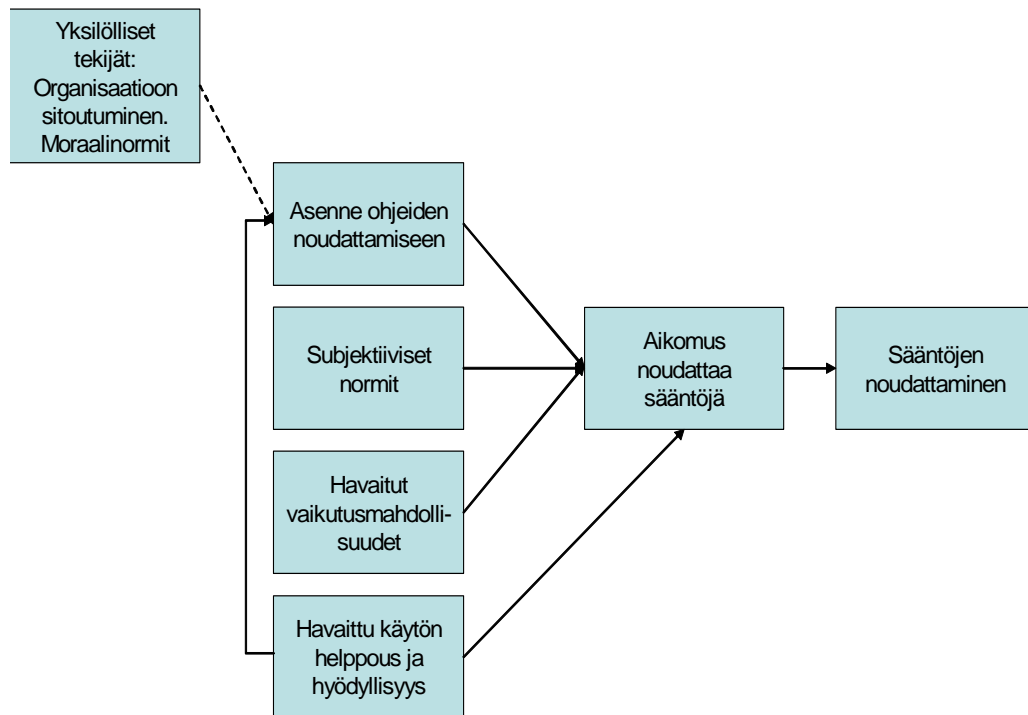 Yksilölliset
tekijät:
Organisaatioon
sitoutuminen.
Moraalinormit
Asenne ohjeiden
noudattamiseen
Subjektiiviset
normit
Havaitut
vaikutusmahdolli-
suudet
Havaittu käytön
helppous ja
hyödyllisyys
Aikomus
noudattaa
sääntöjä
Sääntöjen
noudattaminen